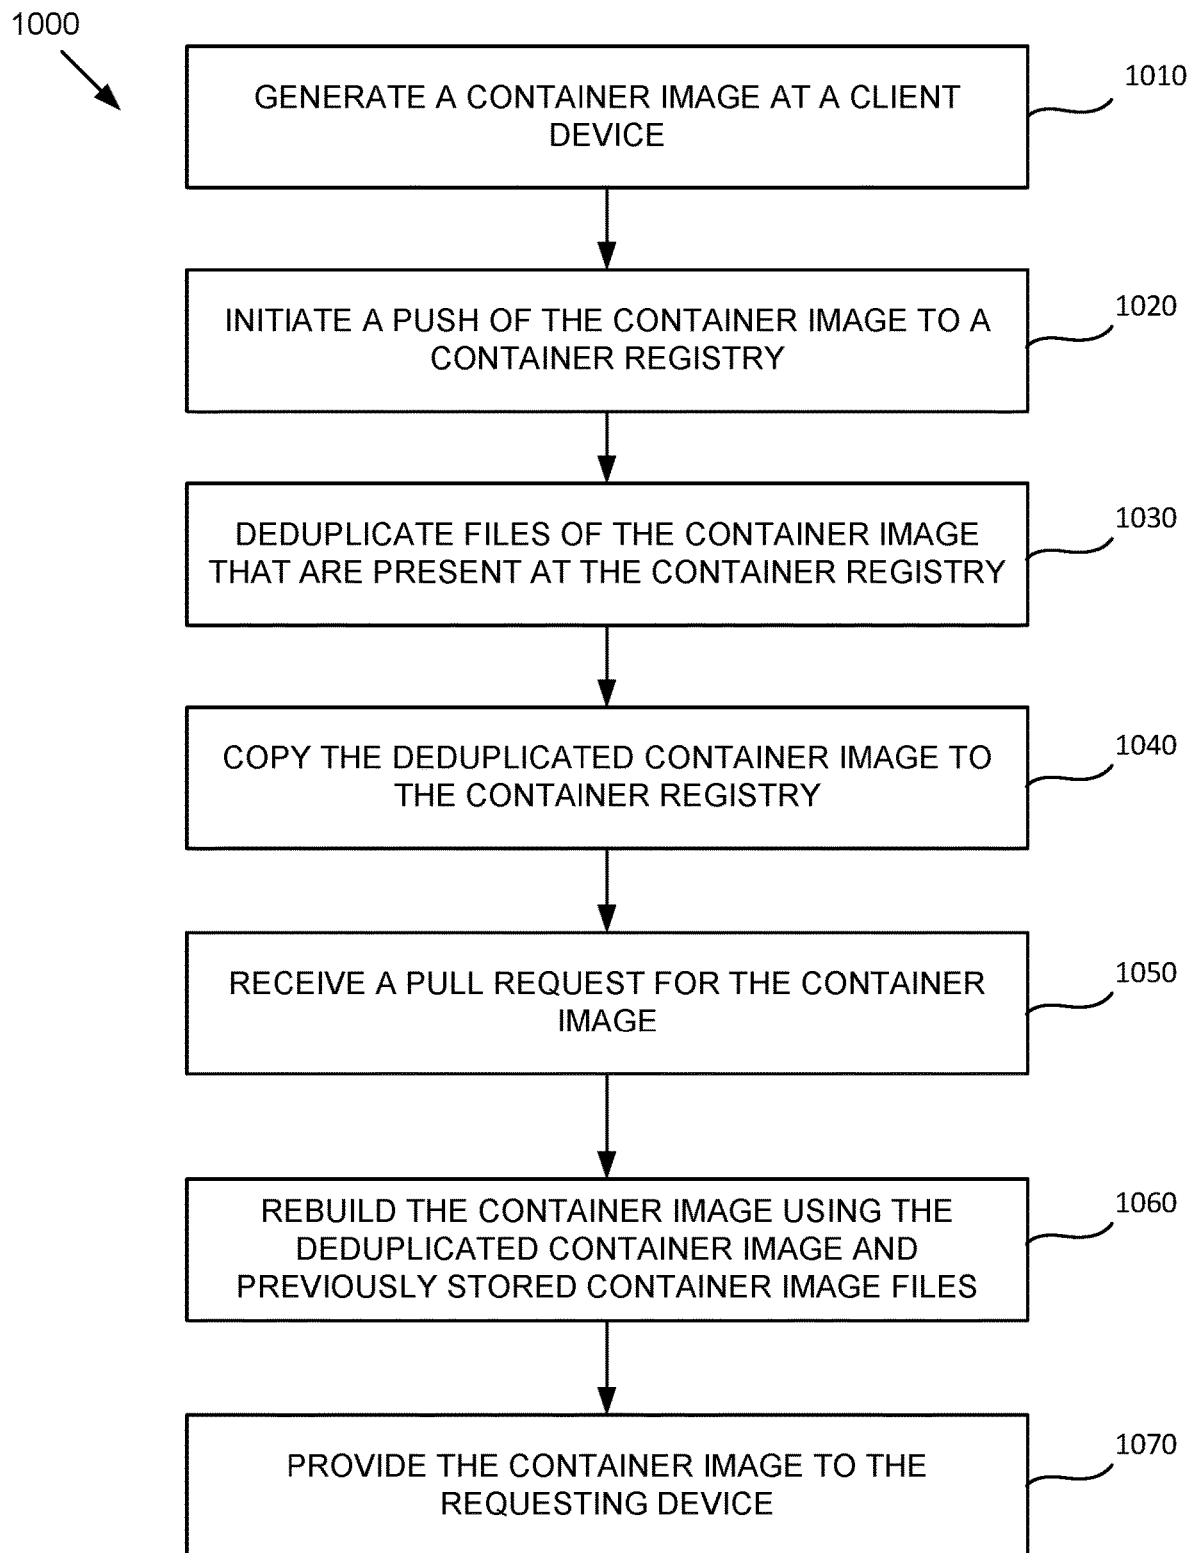 1000
GENERATE A CONTAINER IMAGE AT A CLIENT
DEVICE
1010
INITIATE A PUSH OF THE CONTAINER IMAGE TO A
CONTAINER REGISTRY
1020
DEDUPLICATE FILES OF THE CONTAINER IMAGE
THAT ARE PRESENT AT THE CONTAINER REGISTRY
1030
COPY THE DEDUPLICATED CONTAINER IMAGE TO
THE CONTAINER REGISTRY
1040
RECEIVE A PULL REQUEST FOR THE CONTAINER
IMAGE
1050
REBUILD THE CONTAINER IMAGE USING THE
DEDUPLICATED CONTAINER IMAGE AND
PREVIOUSLY STORED CONTAINER IMAGE FILES
1060
PROVIDE THE CONTAINER IMAGE TO THE
REQUESTING DEVICE
1070